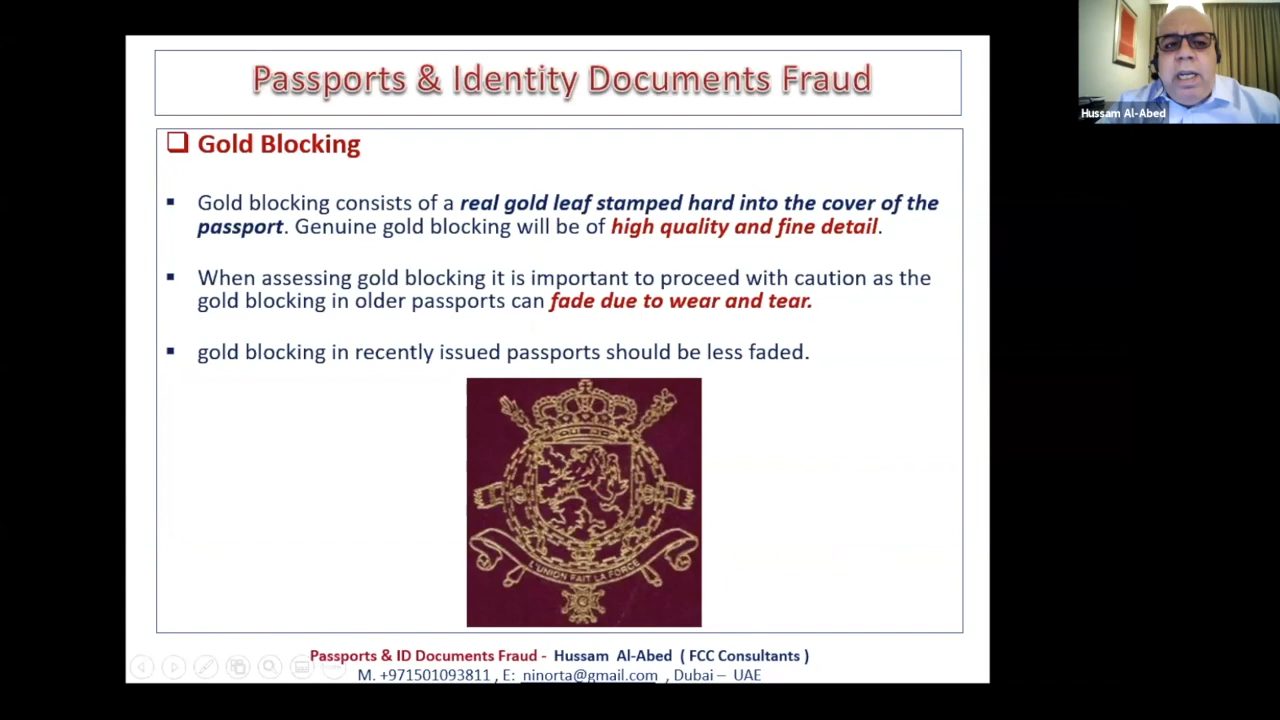 Passports & Identity Documents Fraud
Hussam Al-Abed
❑ Gold Blocking
▪ Gold blocking consists of a real gold leaf stamped hard into the cover of the
passport. Genuine gold blocking will be of high quality and fine detail.
▪ When assessing gold blocking it is important to proceed with caution as the
gold blocking in older passports can fade due to wear and tear.
▪ gold blocking in recently issued passports should be less faded.
L'UNION FAIT LA FORCE
Passports & ID Documents Fraud - Hussam Al-Abed ( FCC Consultants )
M. +971501093811 , E: ninorta@gmail.com , Dubai – UAE